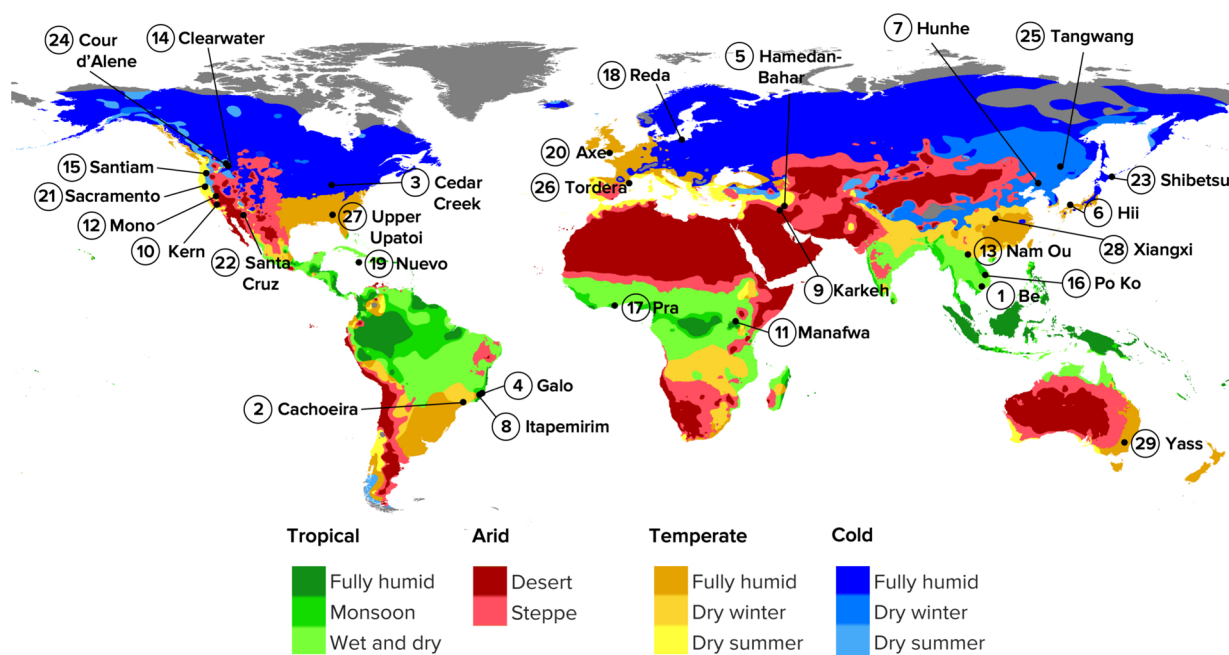 24 Cour
d'Alene
14 Clearwater
7 Hunhe
25 Tangwang
5 Hamedan-
Bahar
18 Reda
15 Santiam
20 Axe
3 Cedar
Creek
23 Shibetsu
21 Sacramento
26 Tordera
12 Mono
27 Upper
Upatoi
6 Hii
10 Kern
22 Santa
Cruz
19 Nuevo
13 Nam Ou
28 Xiangxi
9 Karkeh
16 Po Ko
1 Be
17 Pra
11 Manafwa
4 Galo
2 Cachoeira
8 Itapemirim
29 Yass
Tropical
Fully humid
Monsoon
Wet and dry
Arid
Desert
Steppe
Temperate
Fully humid
Dry winter
Dry summer
Cold
Fully humid
Dry winter
Dry summer